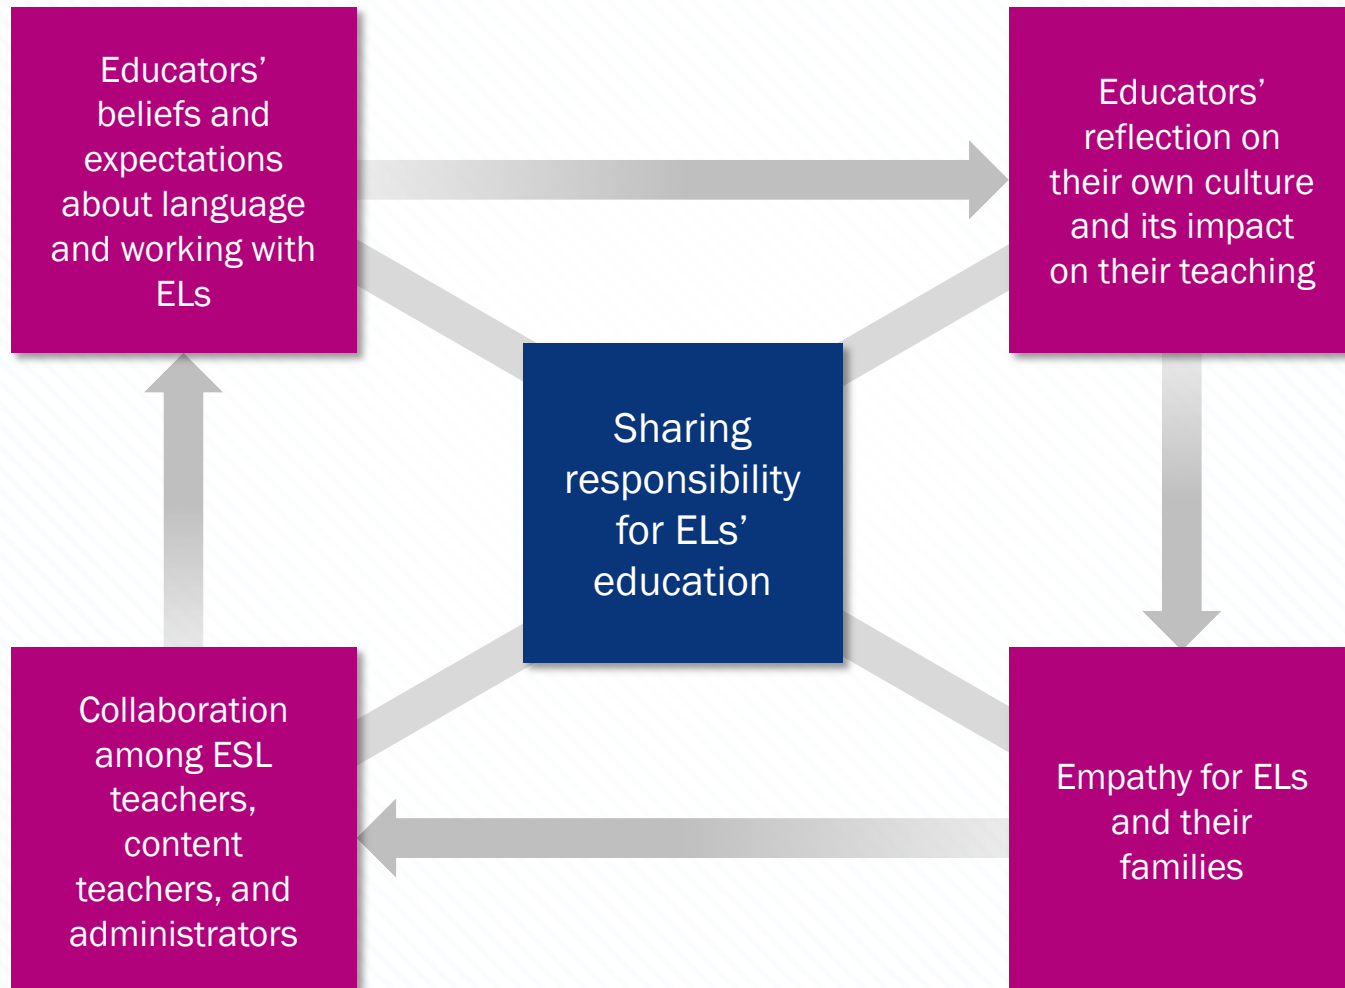 Educators’
beliefs and
expectations
about language
and working with
ELs
Educators’
reflection on
their own culture
and its impact
on their teaching
Sharing
responsibility
for ELs’
education
Collaboration
among ESL
teachers,
content
teachers, and
administrators
Empathy for ELs
and their
families